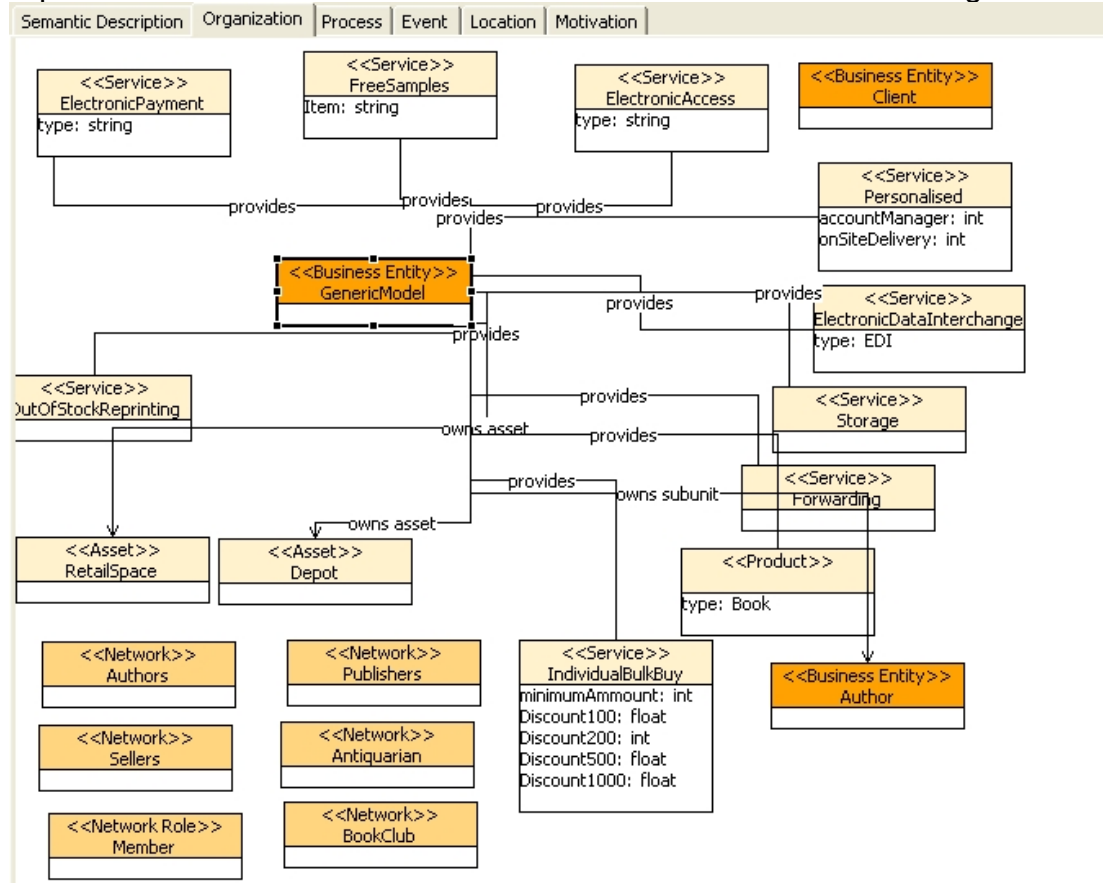 Semantic Description Organization Process Event Location Motivation
<<Service>>
ElectronicPayment
type: string
<<Service>>
FreeSamples
Item: string
<<Service>>
ElectronicAccess
type: string
<<Business Entity>>
Client
<<Service>>
Personalised
accountManager: int
onSiteDelivery: int
provides
provides
provides
provides
<<Business Entity>>
GenericModel
provides
provides
<<Service>>
ElectronicDataInterchange
type: EDI
provides
<<Service>>
OutOfStockReprinting
provides
<<Service>>
Storage
owns asset
provides
provides
owns subunit
<<Service>>
Forwarding
owns asset
<<Asset>>
RetailSpace
<<Asset>>
Depot
<<Product>>
type: Book
<<Network>>
Authors
<<Network>>
Publishers
<<Service>>
IndividualBulkBuy
minimumAmmount: int
Discount100: float
Discount200: int
Discount500: float
Discount1000: float
<<Business Entity>>
Author
<<Network>>
Sellers
<<Network>>
Antiquarian
<<Network Role>>
Member
<<Network>>
BookClub